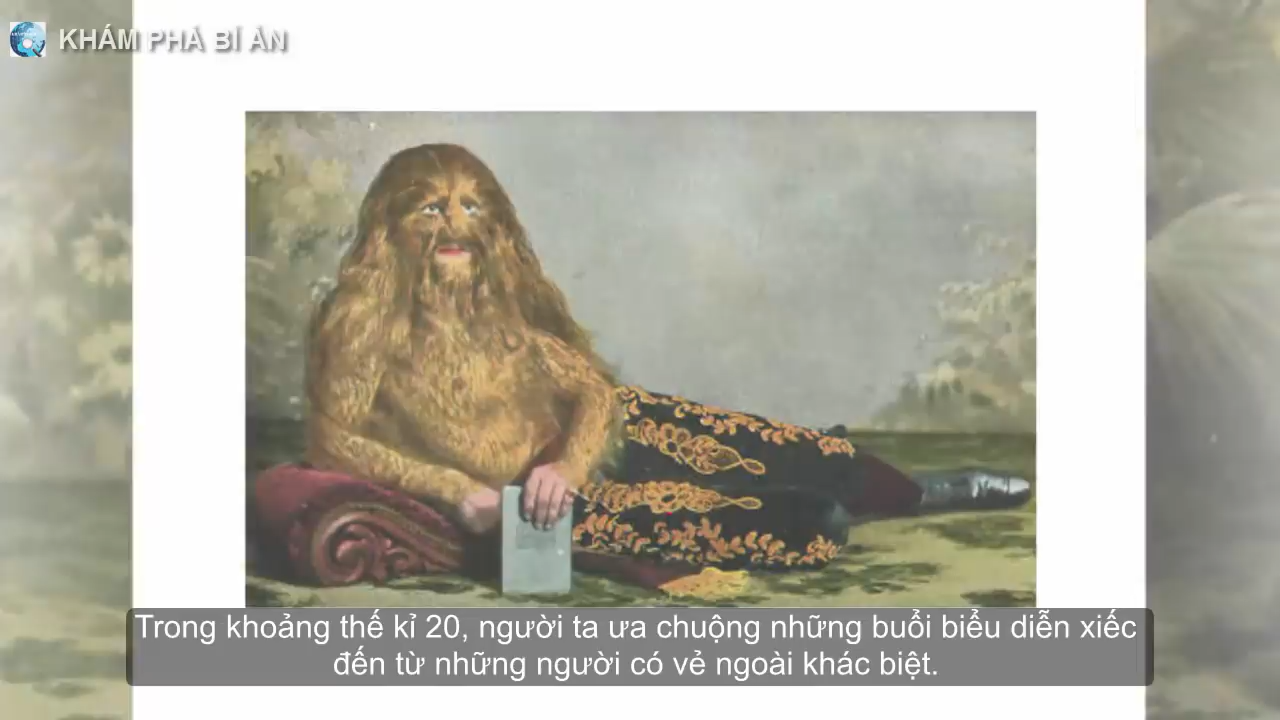 KHÁM PHÁ BÍ ẨN
Trong khoảng thế kỉ 20, người ta ưa chuộng những buổi biểu diễn xiếc
đến từ những người có vẻ ngoài khác biệt.